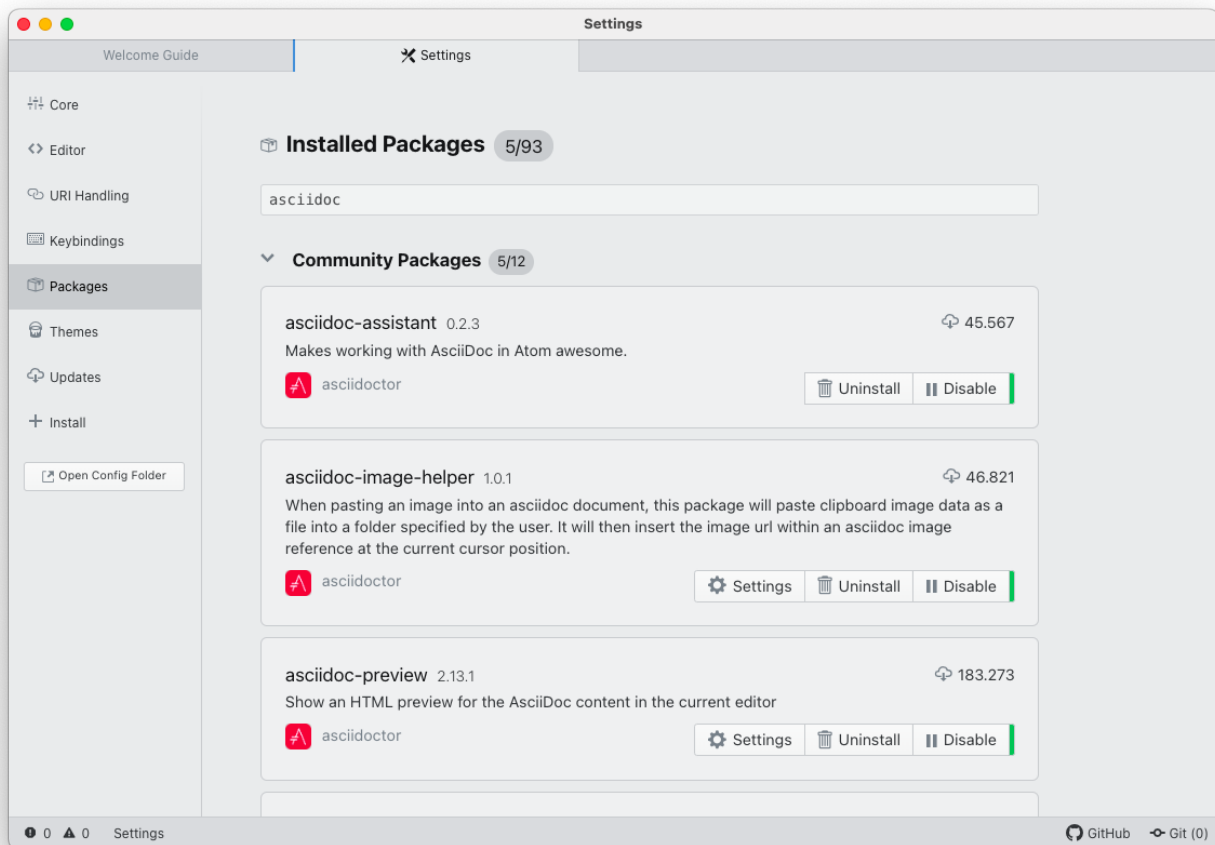 Settings
Welcome Guide
Settings
Core
Editor
URI Handling
Keybindings
Packages
Themes
Updates
Install
Open Config Folder
Installed Packages 5/93
asciidoc
Community Packages 5/12
asciidoc-assistant 0.2.3 45.567
Makes working with AsciiDoc in Atom awesome.
asciidoctor
Uninstall Disable
asciidoc-image-helper 1.0.1 46.821
When pasting an image into an asciidoc document, this package will paste clipboard image data as a
file into a folder specified by the user. It will then insert the image url within an asciidoc image
reference at the current cursor position.
asciidoctor
Settings Uninstall Disable
asciidoc-preview 2.13.1 183.273
Show an HTML preview for the AsciiDoc content in the current editor
asciidoctor
Settings Uninstall Disable
0 0 Settings GitHub Git (0)